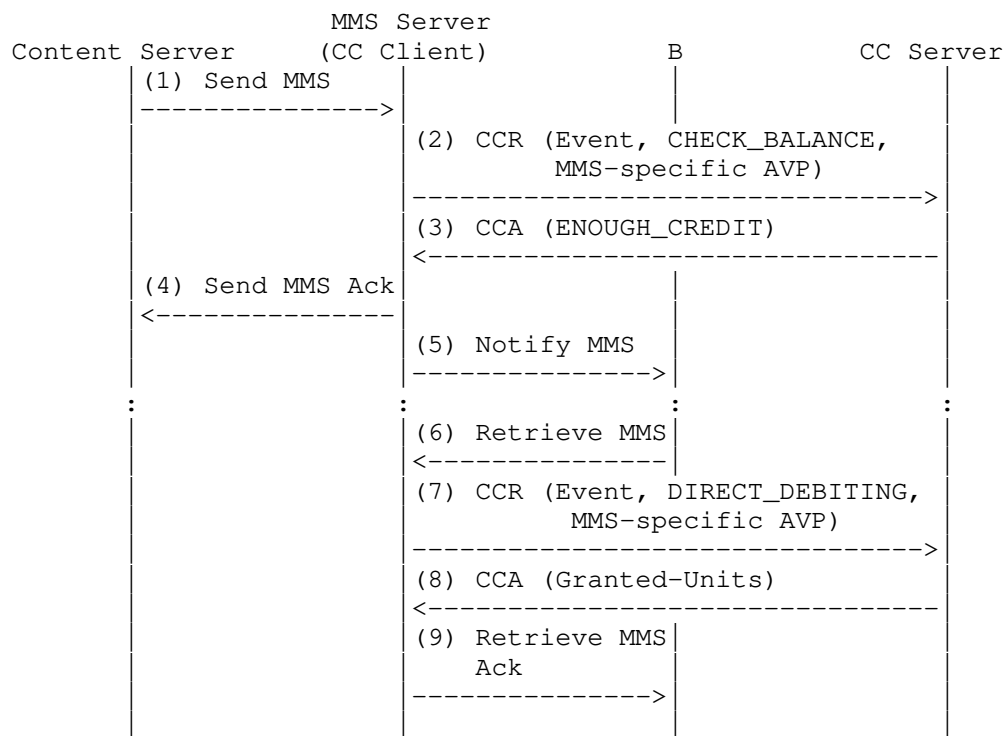 MMS Server
Content Server (CC Client) B CC Server
(1) Send MMS
(2) CCR (Event, CHECK_BALANCE,
MMS-specific AVP)
(3) CCA (ENOUGH_CREDIT)
(4) Send MMS Ack
(5) Notify MMS
(6) Retrieve MMS
(7) CCR (Event, DIRECT_DEBITING,
MMS-specific AVP)
(8) CCA (Granted-Units)
(9) Retrieve MMS
Ack